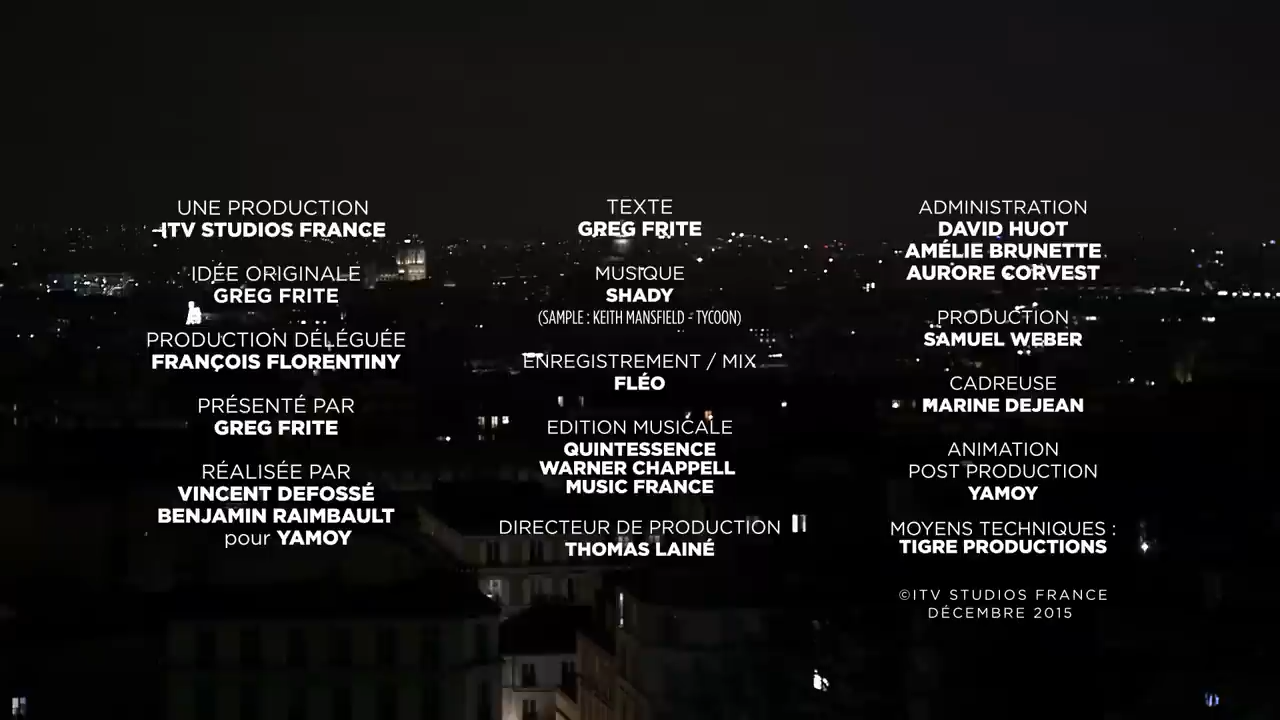 UNE PRODUCTION
ITV STUDIOS FRANCE
IDÉE ORIGINALE
GREG FRITE
PRODUCTION DÉLÉGUÉE
FRANÇOIS FLORENTINY
PRÉSENTÉ PAR
GREG FRITE
RÉALISÉE PAR
VINCENT DEFOSSÉ
BENJAMIN RAIMBAULT
pour YAMOY
TEXTE
GREG FRITE
MUSIQUE
SHADY
(SAMPLE : KEITH MANSFIELD - TYCOON)
ENREGISTREMENT / MIX
FLÉO
EDITION MUSICALE
QUINTESSENCE
WARNER CHAPPELL
MUSIC FRANCE
DIRECTEUR DE PRODUCTION
THOMAS LAINÉ
ADMINISTRATION
DAVID HUOT
AMÉLIE BRUNETTE
AURORE CORVEST
PRODUCTION
SAMUEL WEBER
CADREUSE
MARINE DEJEAN
ANIMATION
POST PRODUCTION
YAMOY
MOYENS TECHNIQUES :
TIGRE PRODUCTIONS
©ITV STUDIOS FRANCE
DÉCEMBRE 2015